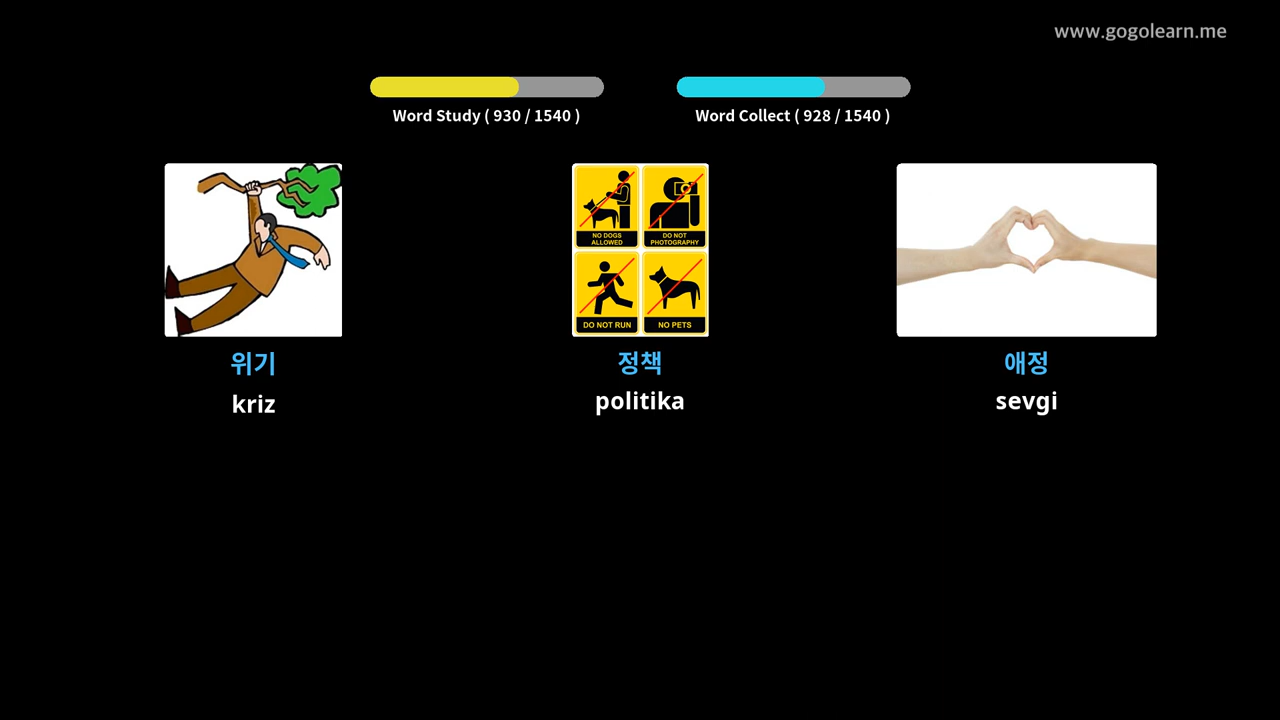 www.gogolearn.me
Word Study ( 930 / 1540 )
Word Collect ( 928 / 1540 )
NO DOGS
ALLOWED
DO NOT
PHOTOGRAPHY
DO NOT RUN
NO PETS
위기
정책
애정
kriz
politika
sevgi